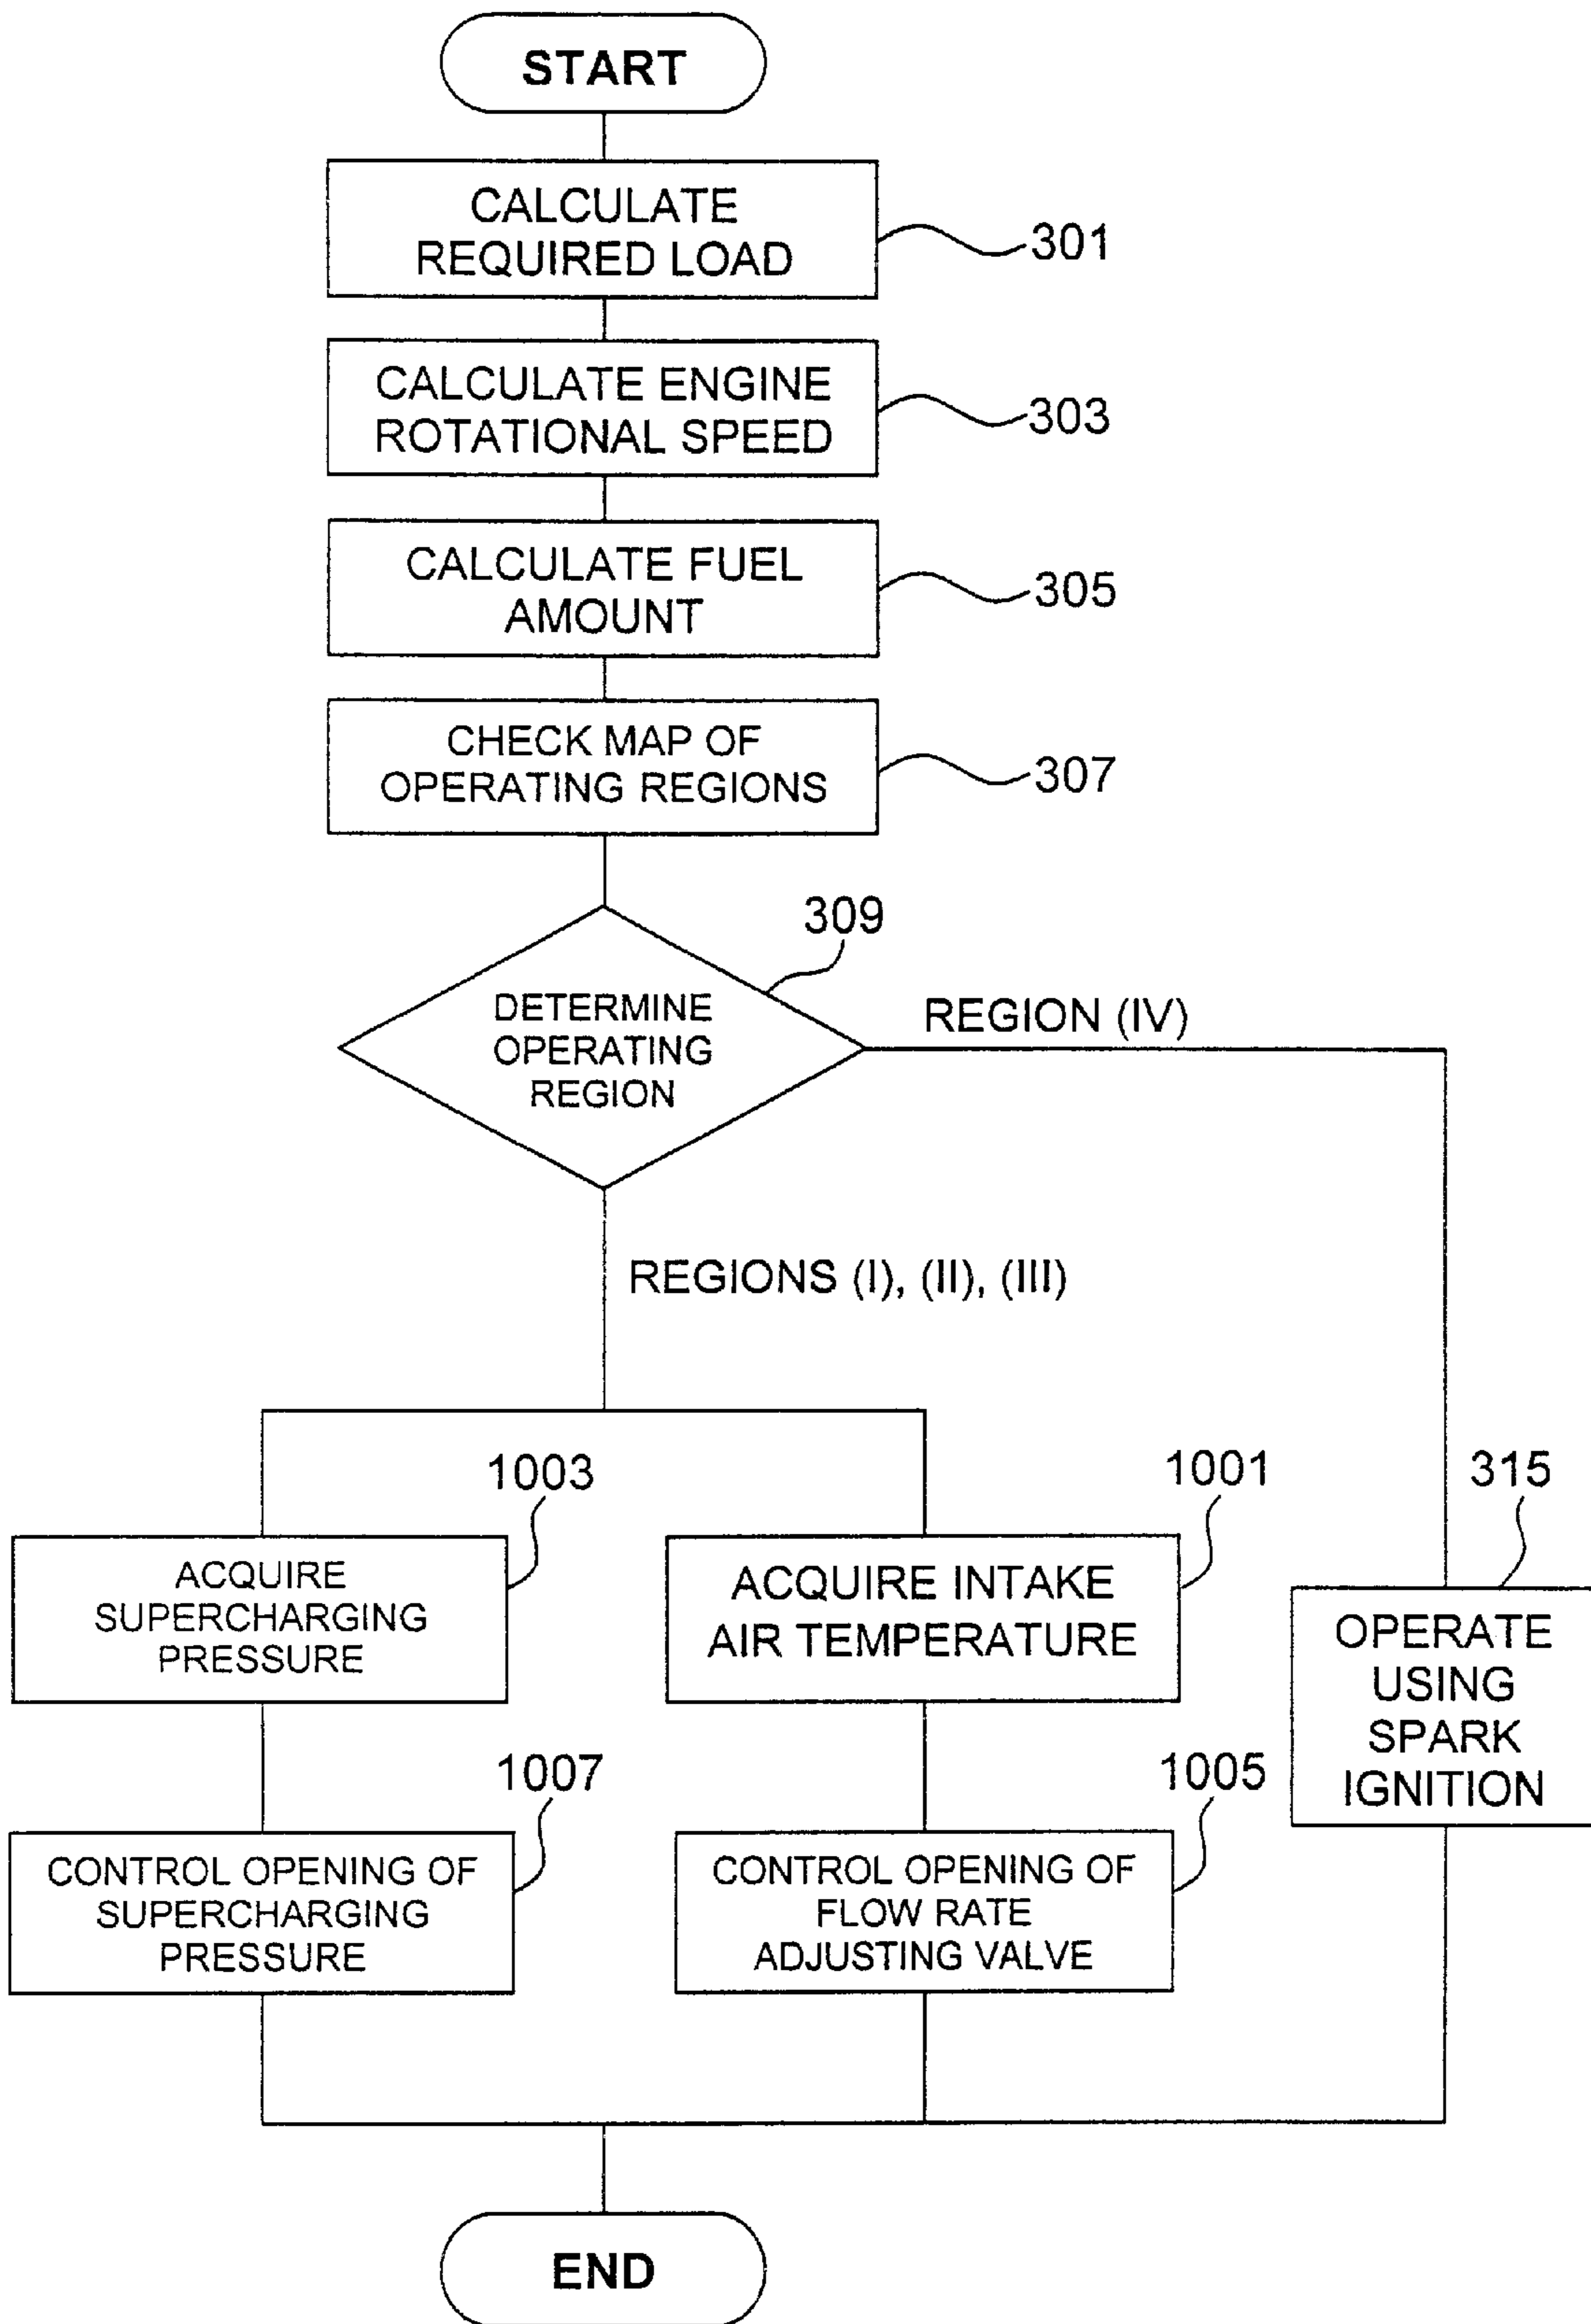 START
CALCULATE
REQUIRED LOAD
301
CALCULATE ENGINE
ROTATIONAL SPEED
303
CALCULATE FUEL
AMOUNT
305
CHECK MAP OF
OPERATING REGIONS
307
309
DETERMINE
OPERATING
REGION
REGION (IV)
REGIONS (I), (II), (III)
1003
ACQUIRE
SUPERCHARGING
PRESSURE
1001
ACQUIRE INTAKE
AIR TEMPERATURE
315
OPERATE
USING
SPARK
IGNITION
1007
CONTROL OPENING OF
SUPERCHARGING
PRESSURE
1005
CONTROL OPENING OF
FLOW RATE
ADJUSTING VALVE
END